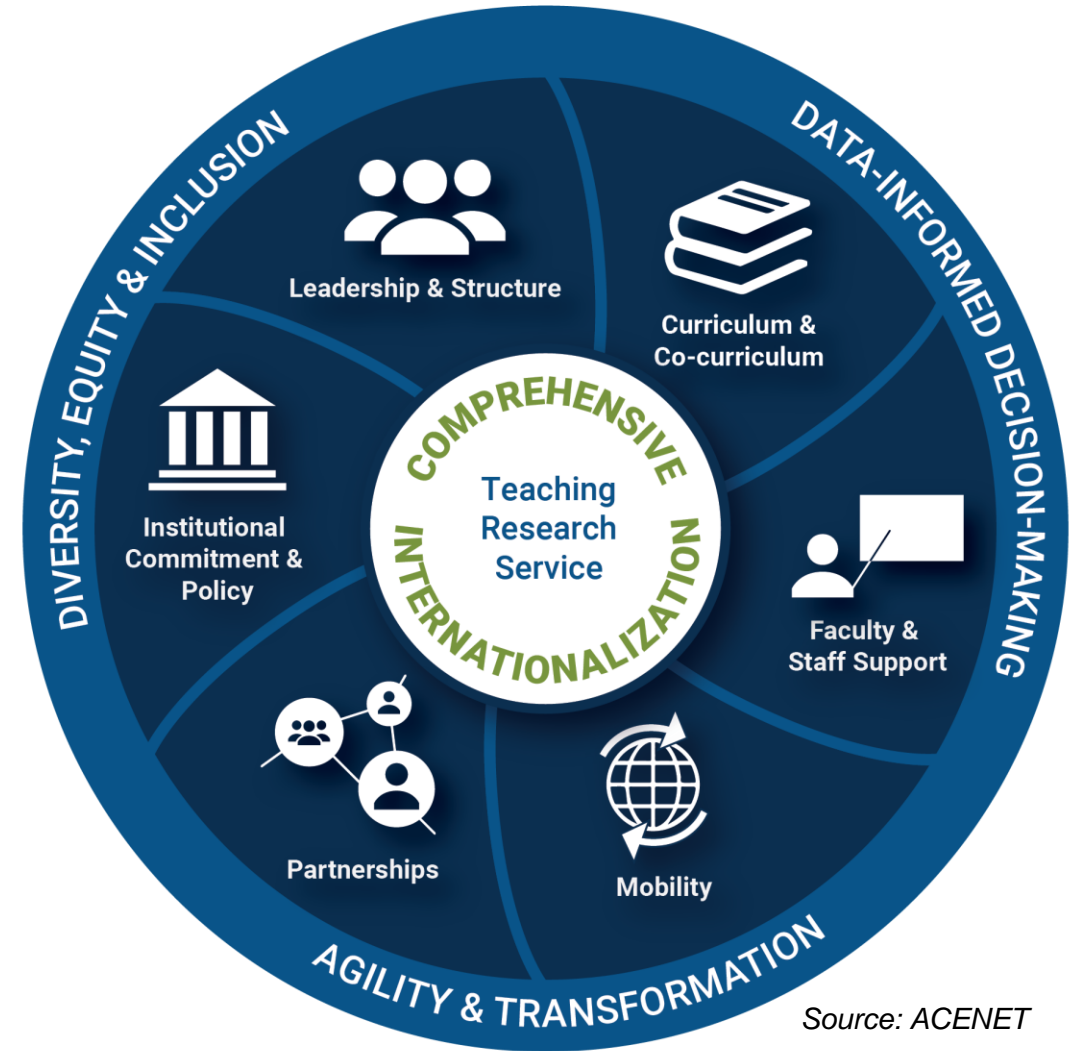 DIVERSITY, EQUITY & INCLUSION
DATA-INFORMED DECISION-MAKING
AGILITY & TRANSFORMATION
Leadership & Structure
Curriculum &
Co-curriculum
Institutional
Commitment &
Policy
COMPREHENSIVE
Teaching
Research
Service
INTERNATIONALIZATION
Faculty &
Staff Support
Partnerships
Mobility
Source: ACENET